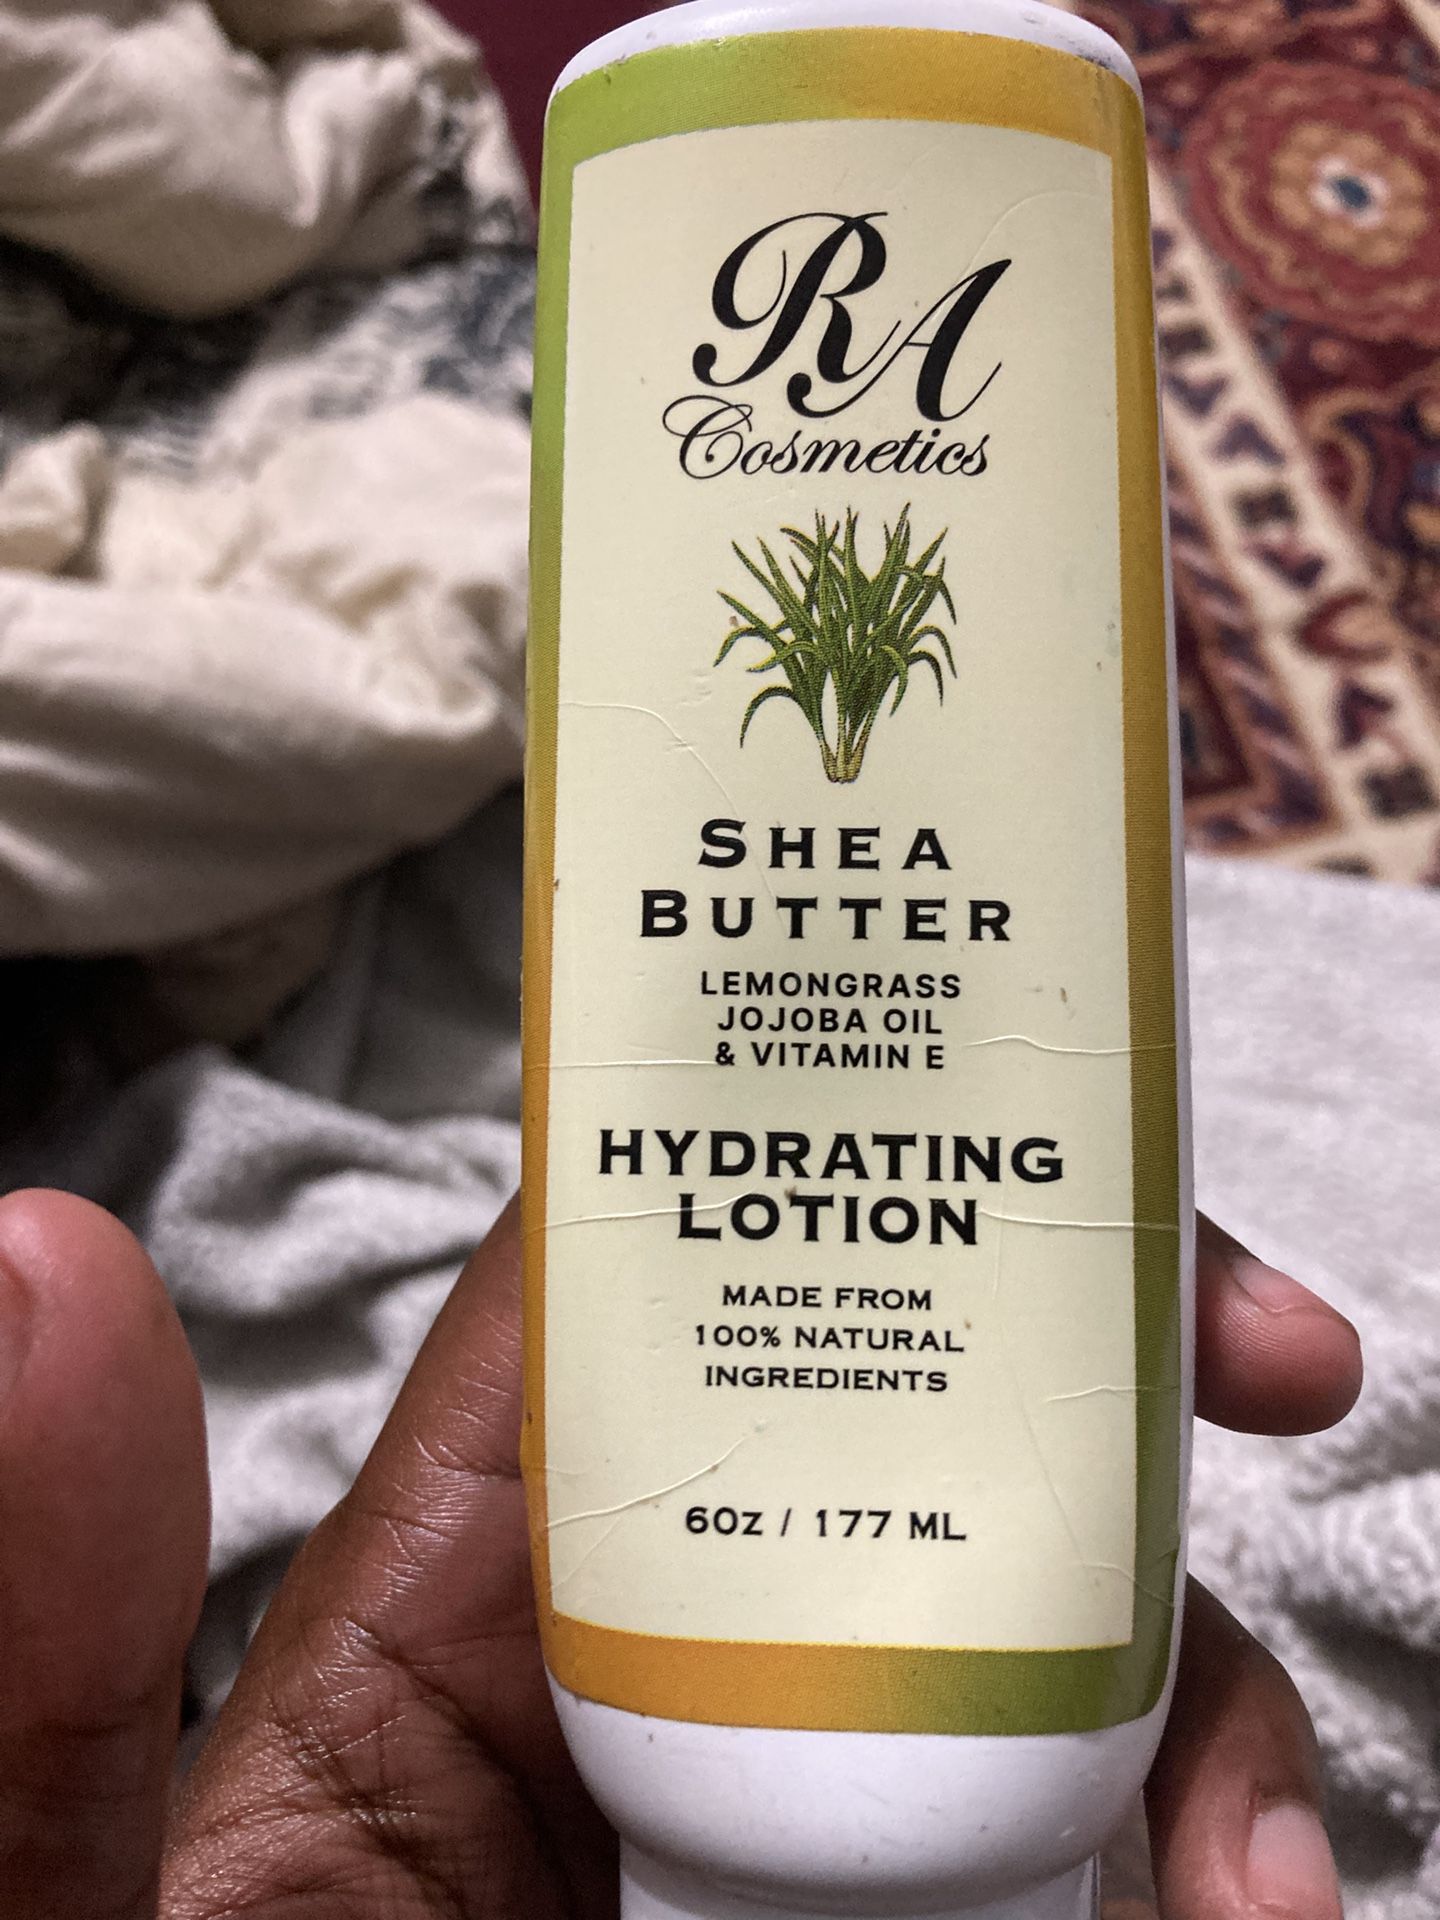 RA
Cosmetics
SHEA
BUTTER
LEMONGRASS
JOJOBA OIL
& VITAMIN E
HYDRATING
LOTION
MADE FROM
100% NATURAL
INGREDIENTS
6OZ / 177 ML